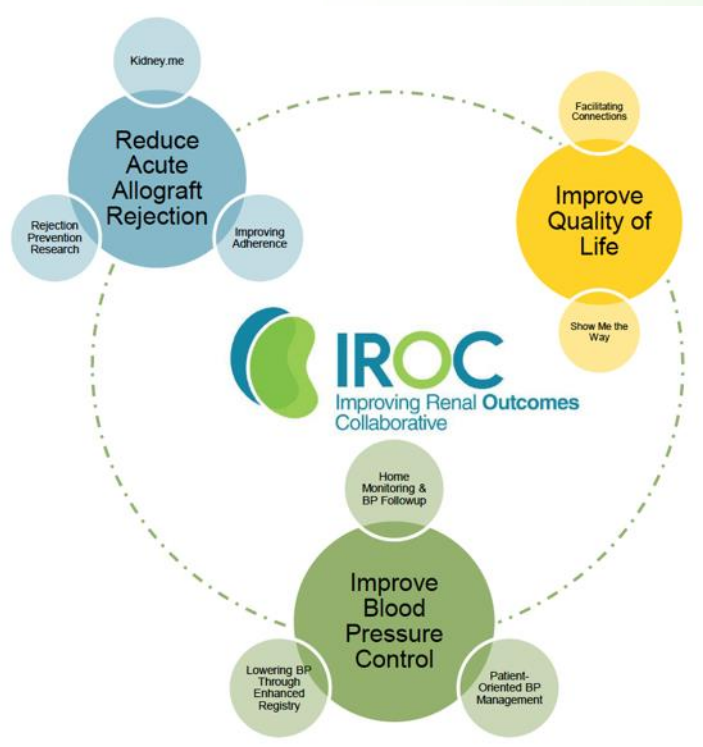 Kidney.me
Reduce
Acute
Allograft
Rejection
Rejection
Prevention
Research
Improving
Adherence
Facilitating
Connections
Improve
Quality of
Life
Show Me the
Way
IROC
Improving Renal Outcomes
Collaborative
Home
Monitoring &
BP Followup
Improve
Blood
Pressure
Control
Lowering BP
Through
Enhanced
Registry
Patient-
Oriented BP
Management